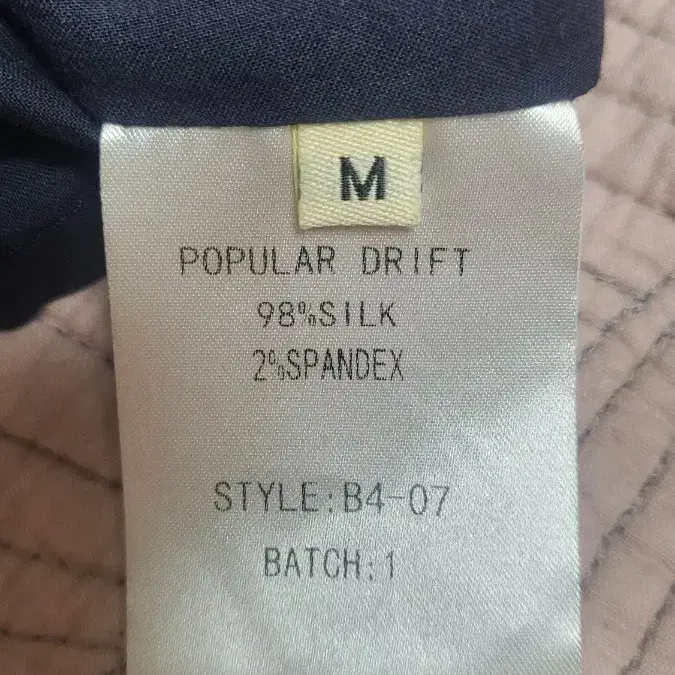 M
POPULAR DRIFT
98%SILK
2%SPANDEX
STYLE:B4-07
BATCH:1